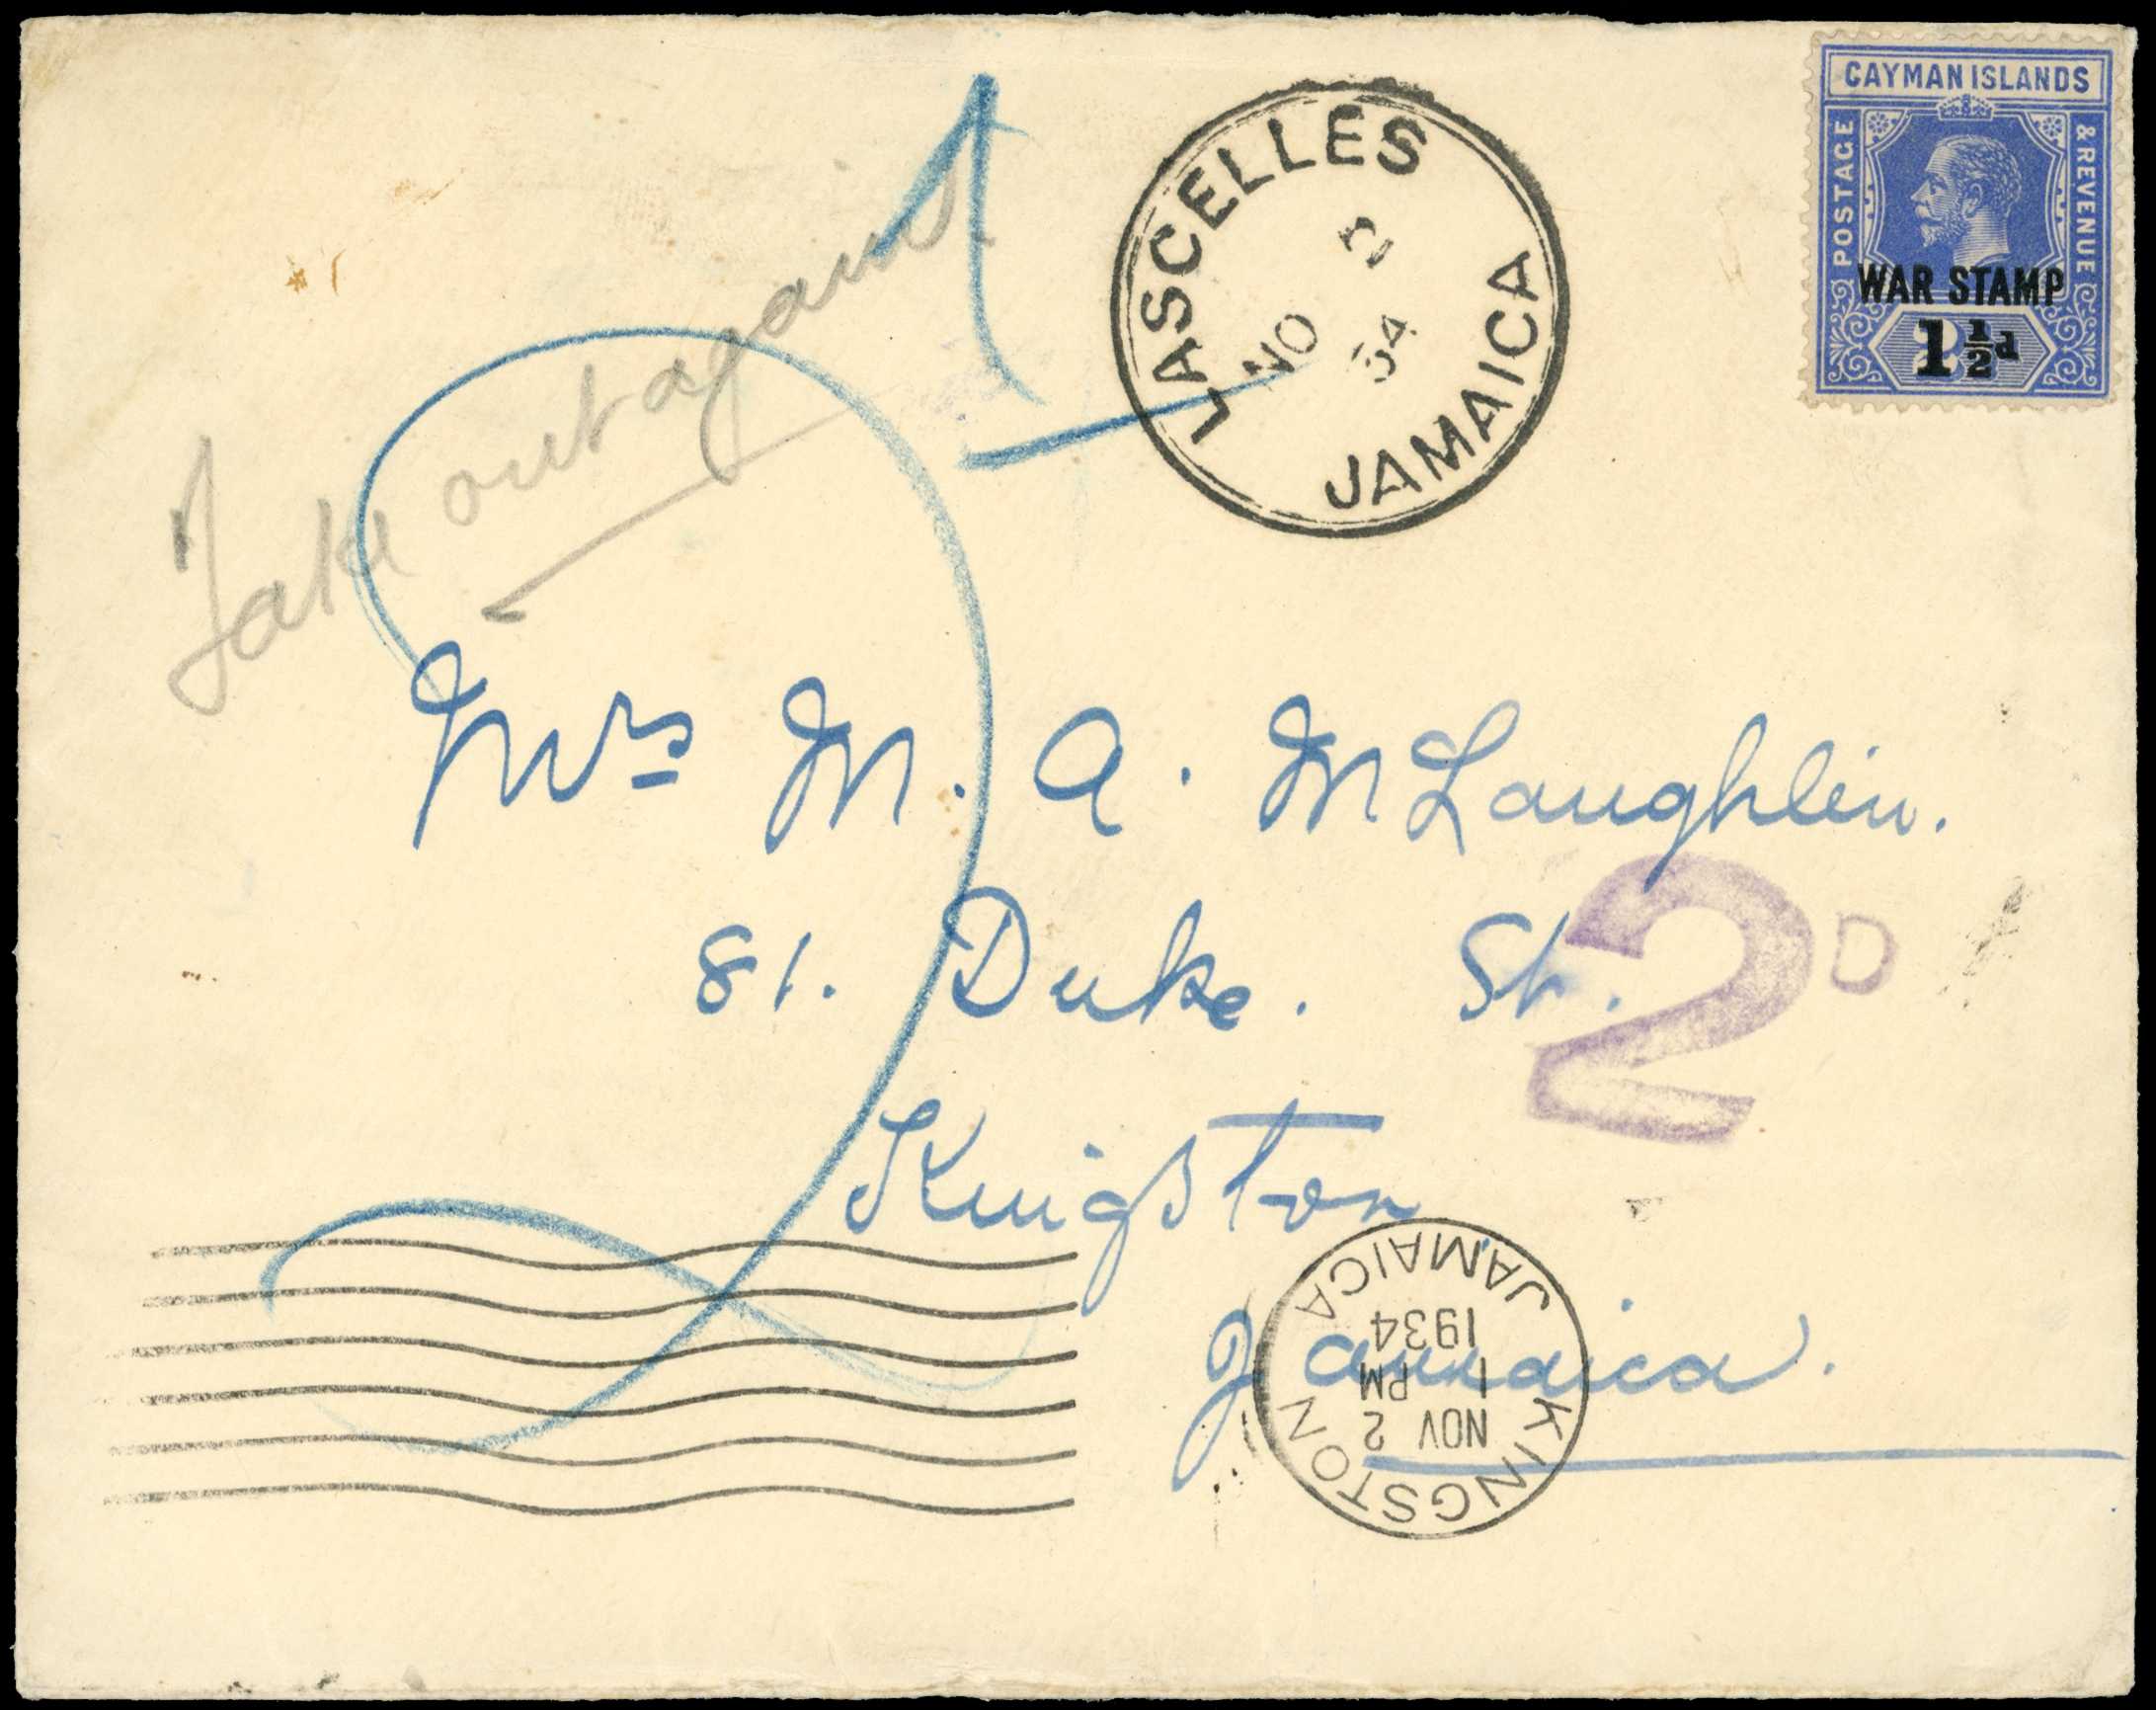 CAYMAN ISLANDS
POSTAGE
& REVENUE
WAR STAMP
1½d
LASCELLES
NO 2
34
JAMAICA
Take out again
Mrs M. A. McLaughlin.
81. Duke. St.
2D
Kingston
Jamaica.
KINGSTON
NOV 2
1 PM
1934
JAMAICA